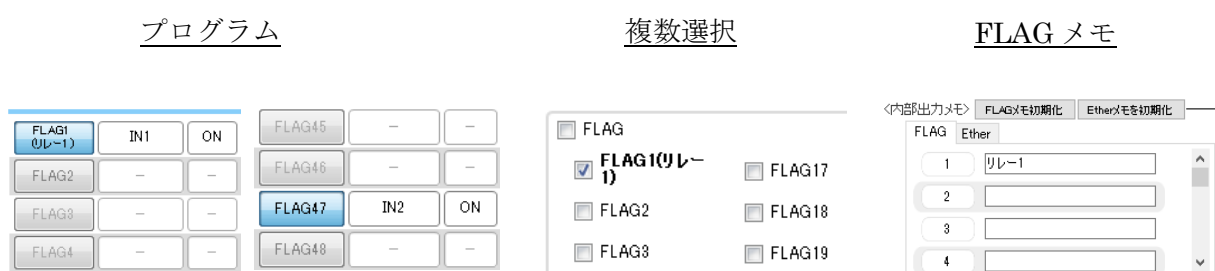 プログラム
複数選択
FLAG メモ
FLAG1
(リレー1)
IN1
ON
FLAG2
–
–
FLAG3
–
–
FLAG4
–
–
FLAG45
–
–
FLAG46
–
–
FLAG47
IN2
ON
FLAG48
–
–
FLAG
FLAG1(リレー
1)
FLAG17
FLAG2
FLAG18
FLAG3
FLAG19
<内部出力メモ>
FLAGメモ初期化
Etherメモを初期化
FLAG
Ether
1
リレー1
2
3
4